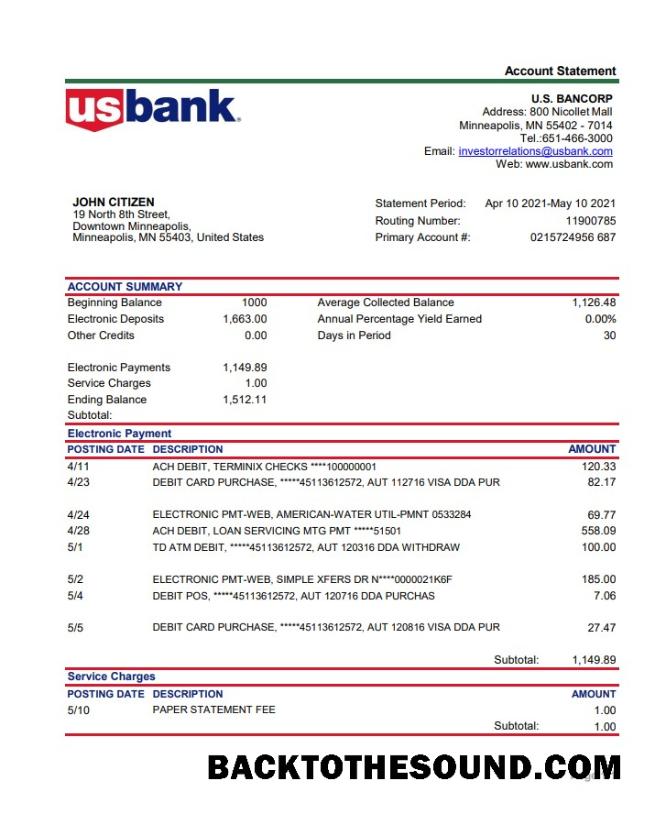 Account Statement
usbank
U.S. BANCORP
Address: 800 Nicollet Mall
Minneapolis, MN 55402 - 7014
Tel.:651-466-3000
Email: investorrelations@usbank.com
Web: www.usbank.com
JOHN CITIZEN
19 North 8th Street,
Downtown Minneapolis,
Minneapolis, MN 55403, United States
Statement Period: Apr 10 2021-May 10 2021
Routing Number: 11900785
Primary Account #: 0215724956 687
ACCOUNT SUMMARY
Beginning Balance 1000 Average Collected Balance 1,126.48
Electronic Deposits 1,663.00 Annual Percentage Yield Earned 0.00%
Other Credits 0.00 Days in Period 30
Electronic Payments 1,149.89
Service Charges 1.00
Ending Balance 1,512.11
Subtotal:
Electronic Payment
POSTING DATE DESCRIPTION AMOUNT
4/11 ACH DEBIT, TERMINIX CHECKS ****100000001 120.33
4/23 DEBIT CARD PURCHASE, *****45113612572, AUT 112716 VISA DDA PUR 82.17
4/24 ELECTRONIC PMT-WEB, AMERICAN-WATER UTIL-PMNT 0533284 69.77
4/28 ACH DEBIT, LOAN SERVICING MTG PMT *****51501 558.09
5/1 TD ATM DEBIT, *****45113612572, AUT 120316 DDA WITHDRAW 100.00
5/2 ELECTRONIC PMT-WEB, SIMPLE XFERS DR N****0000021K6F 185.00
5/4 DEBIT POS, *****45113612572, AUT 120716 DDA PURCHAS 7.06
5/5 DEBIT CARD PURCHASE, *****45113612572, AUT 120816 VISA DDA PUR 27.47
Subtotal: 1,149.89
Service Charges
POSTING DATE DESCRIPTION AMOUNT
5/10 PAPER STATEMENT FEE 1.00
Subtotal: 1.00
BACKTOTHESOUND.COM